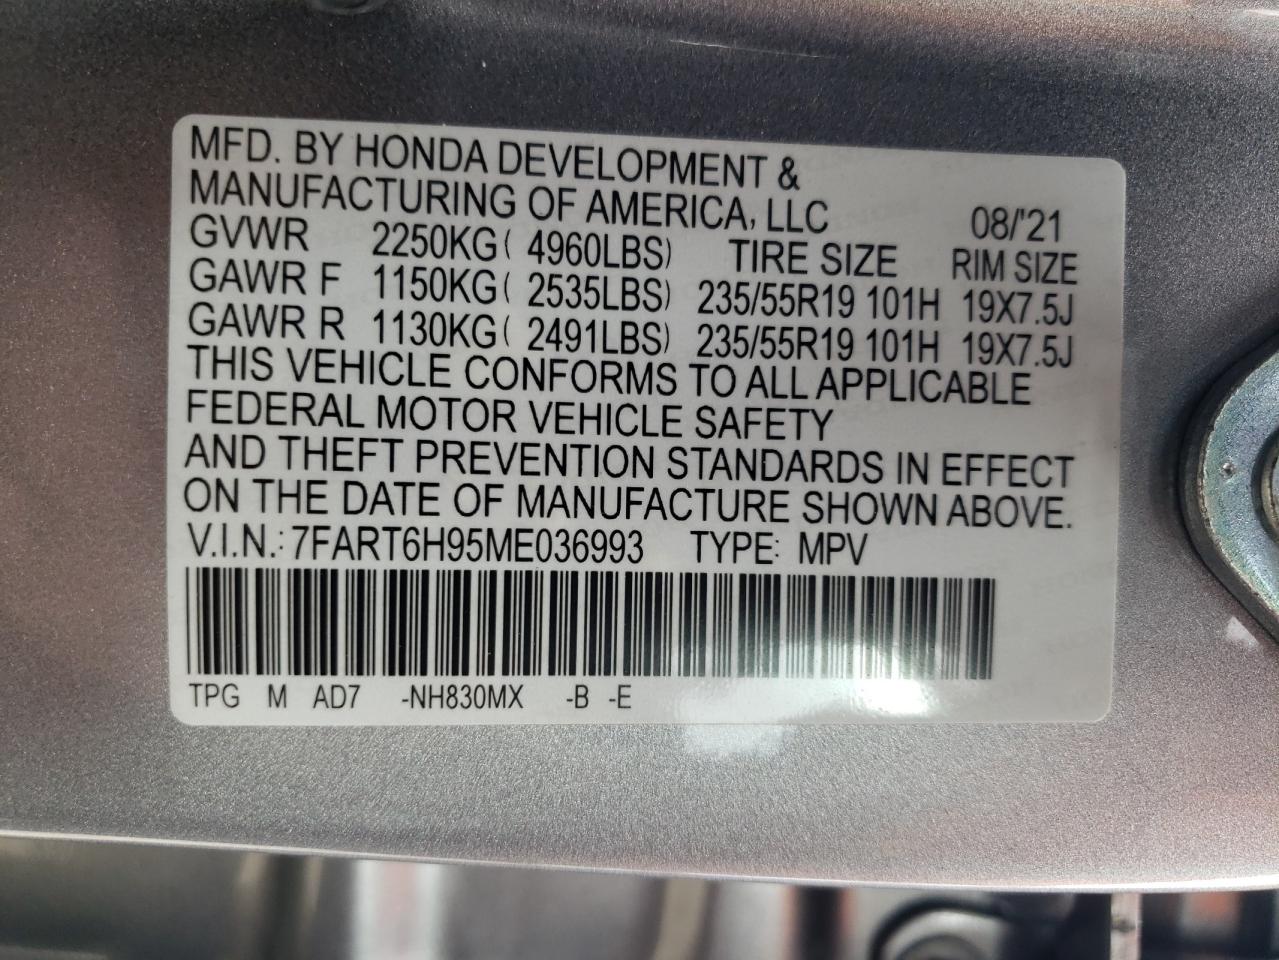 MFD. BY HONDA DEVELOPMENT &
MANUFACTURING OF AMERICA, LLC 08/'21
GVWR 2250KG( 4960LBS) TIRE SIZE RIM SIZE
GAWR F 1150KG( 2535LBS) 235/55R19 101H 19X7.5J
GAWR R 1130KG( 2491LBS) 235/55R19 101H 19X7.5J
THIS VEHICLE CONFORMS TO ALL APPLICABLE
FEDERAL MOTOR VEHICLE SAFETY
AND THEFT PREVENTION STANDARDS IN EFFECT
ON THE DATE OF MANUFACTURE SHOWN ABOVE.
V.I.N.: 7FART6H95ME036993 TYPE: MPV
TPG M AD7 -NH830MX -B -E